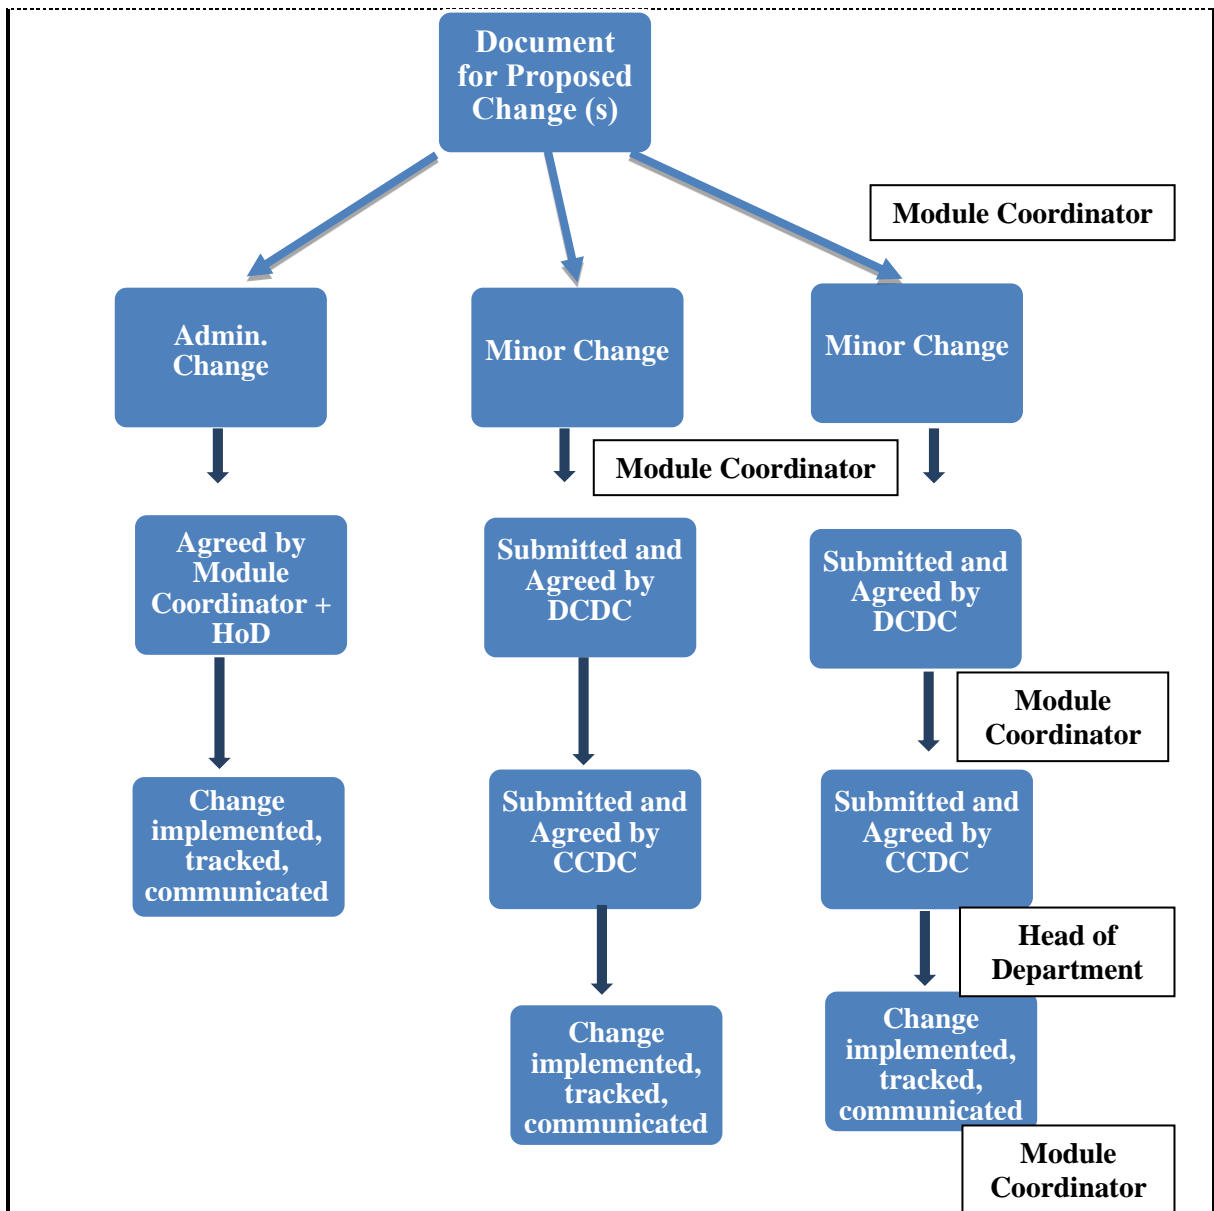 Document
for Proposed
Change (s)
Module Coordinator
Admin.
Change
Minor Change
Minor Change
Module Coordinator
Agreed by
Module
Coordinator +
HoD
Submitted and
Agreed by
DCDC
Submitted and
Agreed by
DCDC
Module
Coordinator
Change
implemented,
tracked,
communicated
Submitted and
Agreed by
CCDC
Submitted and
Agreed by
CCDC
Head of
Department
Change
implemented,
tracked,
communicated
Change
implemented,
tracked,
communicated
Module
Coordinator